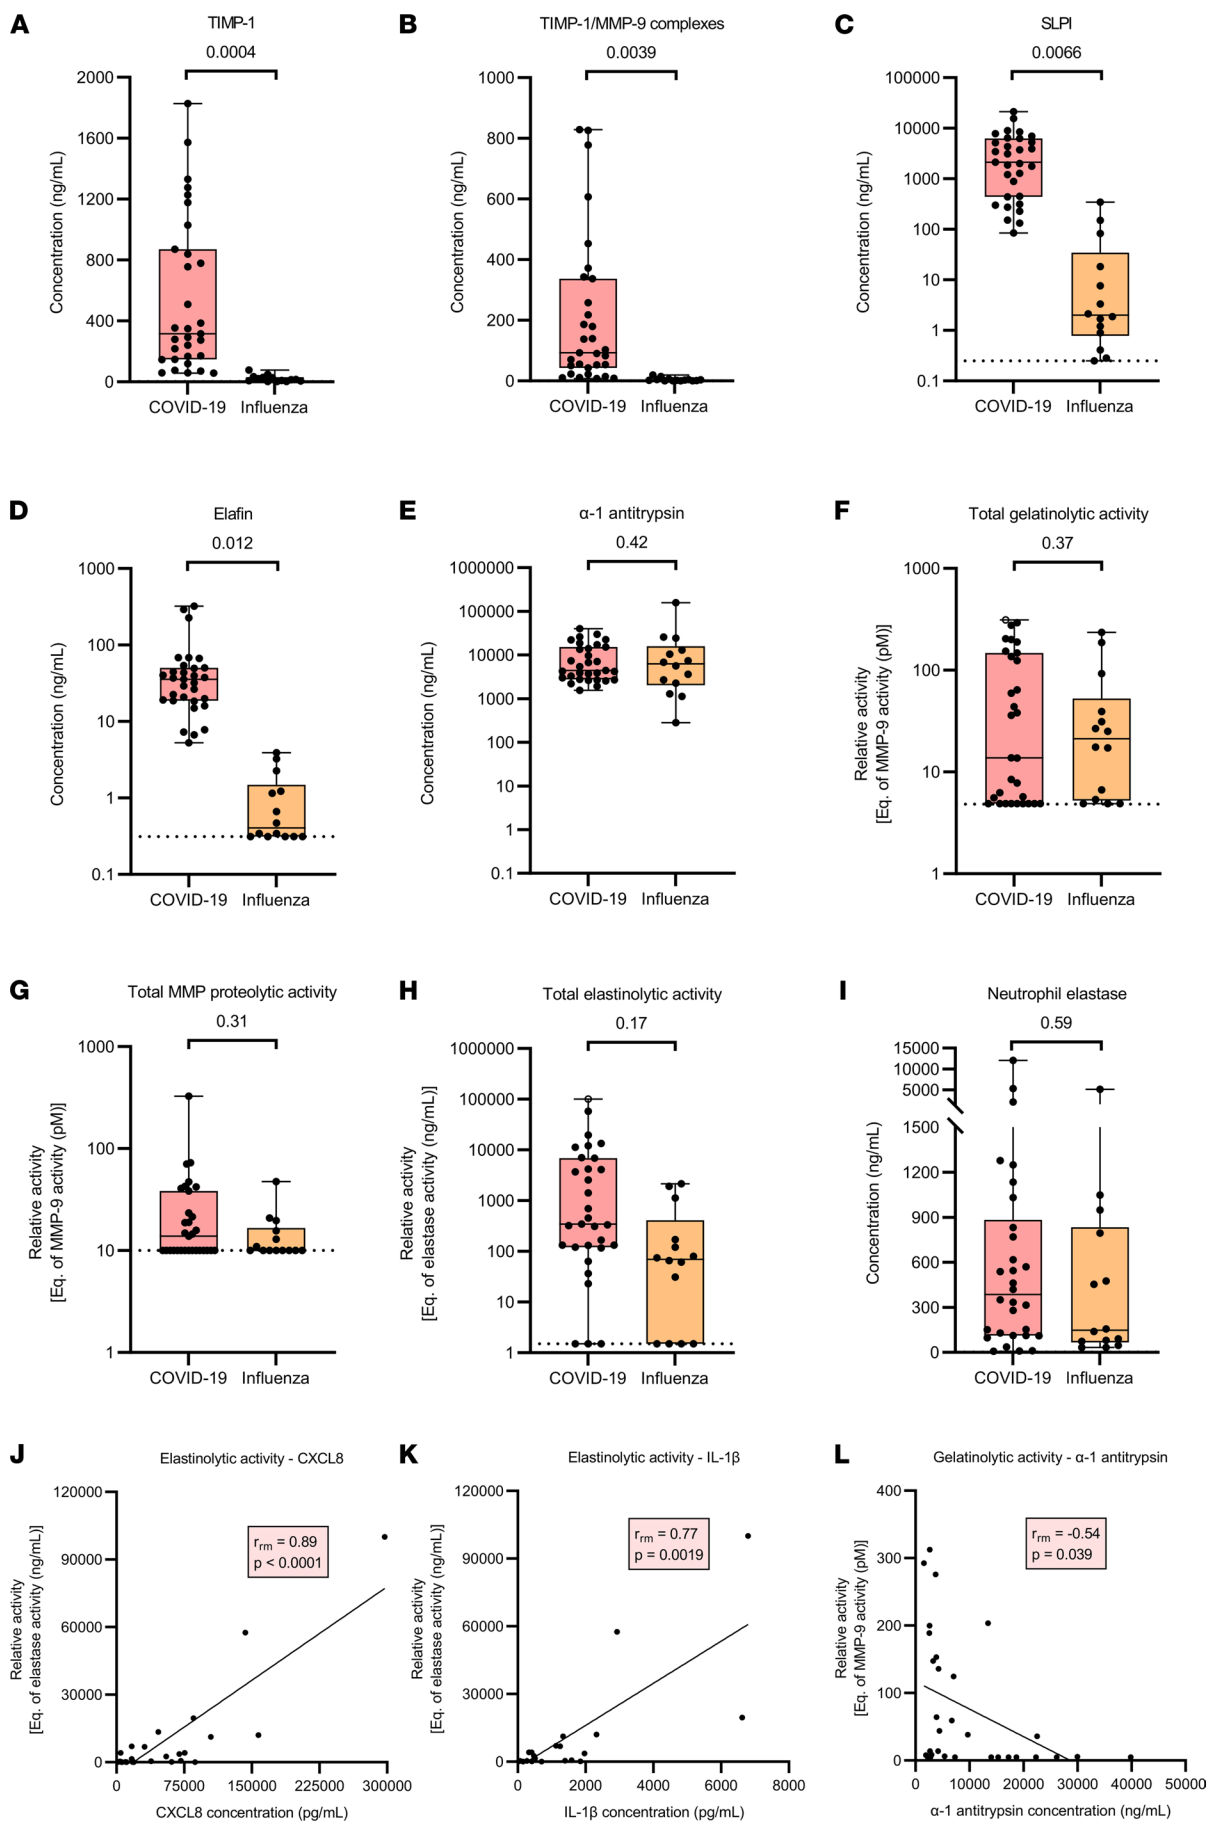 A
TIMP-1
0.0004
2000
1600
1200
800
400
0
Concentration (ng/mL)
COVID-19 Influenza
B
TIMP-1/MMP-9 complexes
0.0039
1000
800
600
400
200
0
Concentration (ng/mL)
COVID-19 Influenza
C
SLPI
0.0066
100000
10000
1000
100
10
1
0.1
Concentration (ng/mL)
COVID-19 Influenza
D
Elafin
0.012
1000
100
10
1
0.1
Concentration (ng/mL)
COVID-19 Influenza
E
α-1 antitrypsin
0.42
1000000
100000
10000
1000
100
10
1
0.1
Concentration (ng/mL)
COVID-19 Influenza
F
Total gelatinolytic activity
0.37
1000
100
10
1
Relative activity
[Eq. of MMP-9 activity (pM)]
COVID-19 Influenza
G
Total MMP proteolytic activity
0.31
1000
100
10
1
Relative activity
[Eq. of MMP-9 activity (pM)]
COVID-19 Influenza
H
Total elastinolytic activity
0.17
1000000
100000
10000
1000
100
10
1
Relative activity
[Eq. of elastase activity (ng/mL)]
COVID-19 Influenza
I
Neutrophil elastase
0.59
15000
10000
5000
1500
1200
900
600
300
0
Concentration (ng/mL)
COVID-19 Influenza
J
Elastinolytic activity - CXCL8
120000
90000
60000
30000
0
Relative activity
[Eq. of elastase activity (ng/mL)]
rrm = 0.89
p < 0.0001
0 75000 150000 225000 300000
CXCL8 concentration (pg/mL)
K
Elastinolytic activity - IL-1β
120000
90000
60000
30000
0
Relative activity
[Eq. of elastase activity (ng/mL)]
rrm = 0.77
p = 0.0019
0 2000 4000 6000 8000
IL-1β concentration (pg/mL)
L
Gelatinolytic activity - α-1 antitrypsin
400
300
200
100
0
Relative activity
[Eq. of MMP-9 activity (pM)]
rrm = -0.54
p = 0.039
0 10000 20000 30000 40000 50000
α-1 antitrypsin concentration (ng/mL)